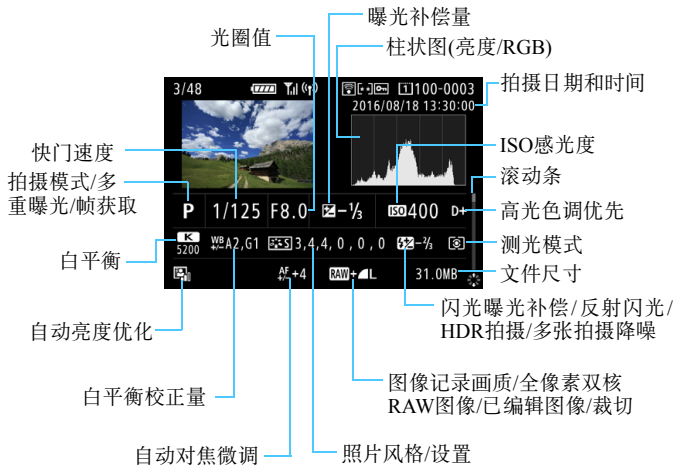 曝光补偿量
光圈值
柱状图(亮度/RGB)
3/48
100-0003
2016/08/18 13:30:00
拍摄日期和时间
快门速度
ISO感光度
拍摄模式/多
重曝光/帧获取
滚动条
P 1/125 F8.0 -1/3 ISO 400 D+
高光色调优先
K
5200
WB
+/- A2,G1
S 3,4,4,0,0,0
-2/3
白平衡
测光模式
AF
+/- +4
RAW+L
31.0MB
文件尺寸
自动亮度优化
闪光曝光补偿/反射闪光/
HDR拍摄/多张拍摄降噪
白平衡校正量
图像记录画质/全像素双核
RAW图像/已编辑图像/裁切
自动对焦微调
照片风格/设置